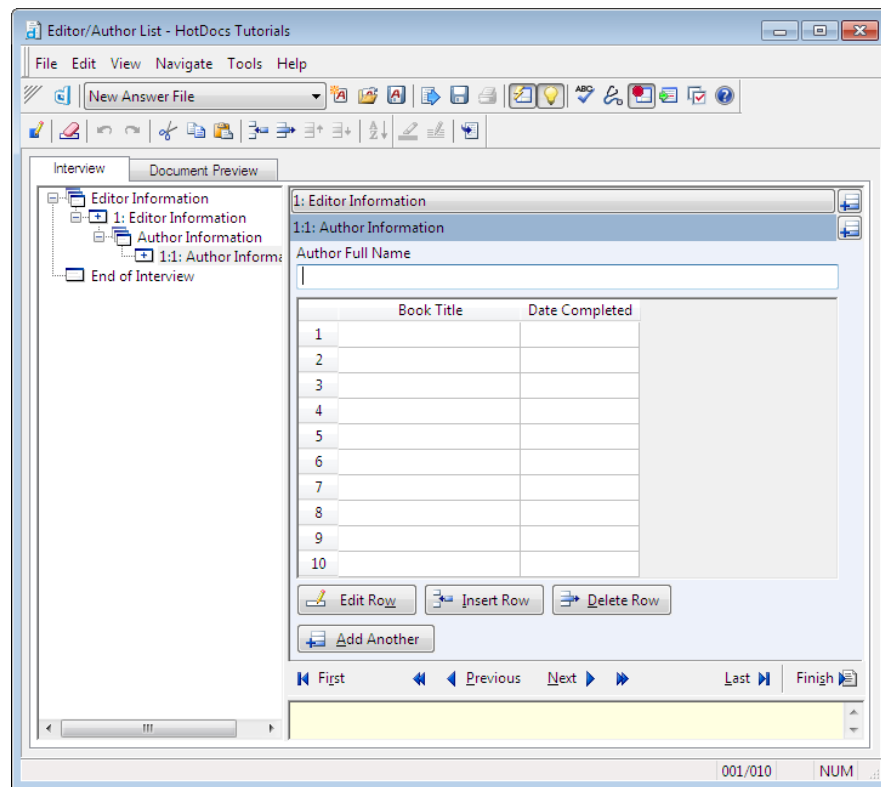 Editor/Author List - HotDocs Tutorials
File Edit View Navigate Tools Help
New Answer File
Interview Document Preview
Editor Information
1: Editor Information
Author Information
1:1: Author Informa
End of Interview
1: Editor Information
1:1: Author Information
Author Full Name
Book Title Date Completed
1
2
3
4
5
6
7
8
9
10
Edit Row Insert Row Delete Row
Add Another
First Previous Next Last Finish
001/010 NUM